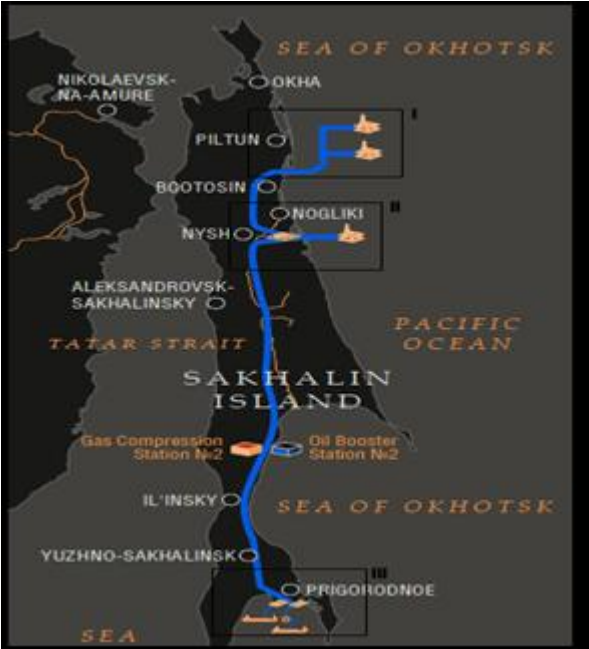 SEA OF OKHOTSK
NIKOLAEVSK-
NA-AMURE
OKHA
I
PILTUN
BOOTOSIN
II
NOGLIKI
NYSH
ALEKSANDROVSK-
SAKHALINSKY
PACIFIC
OCEAN
TATAR STRAIT
SAKHALIN
ISLAND
Gas Compression
Station №2
Oil Booster
Station №2
IL'INSKY
SEA OF OKHOTSK
YUZHNO-SAKHALINSK
III
PRIGORODNOE
SEA